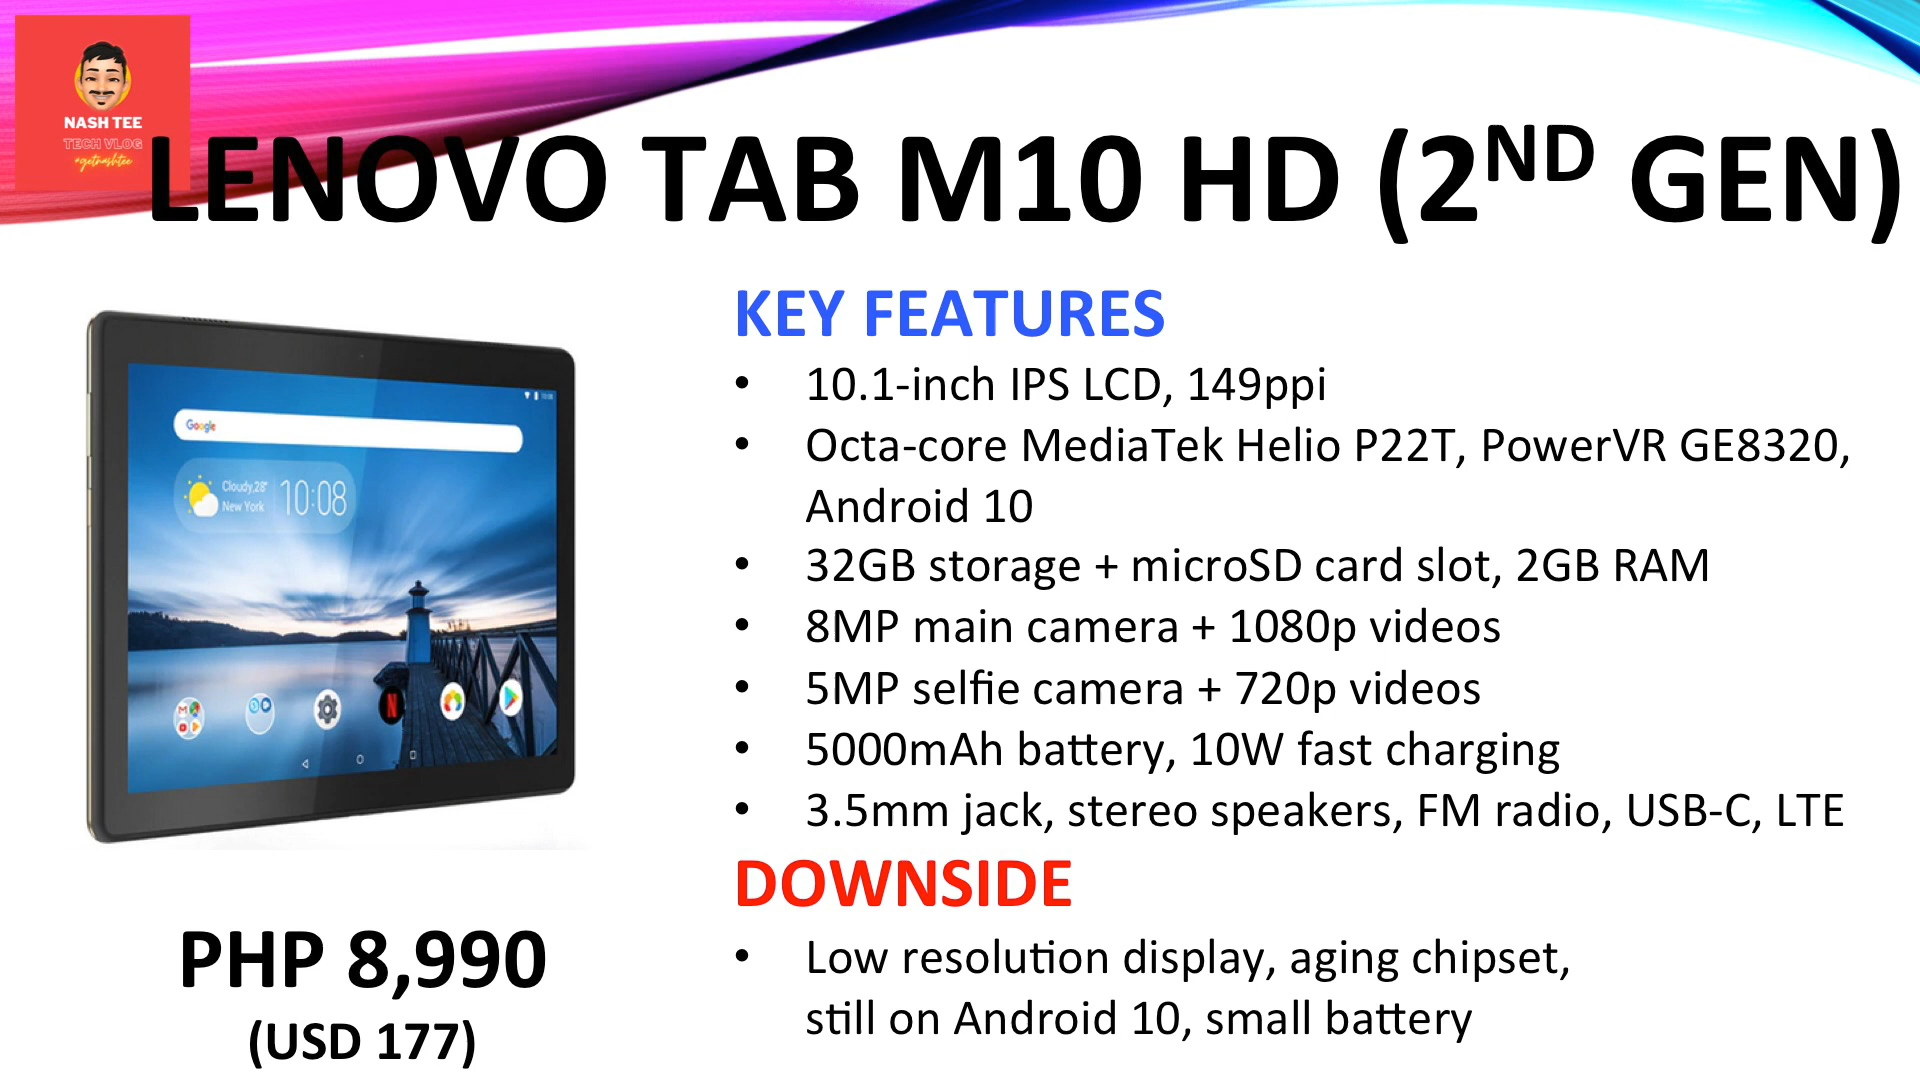 NASH TEE
TECH VLOG
#getnashtee
LENOVO TAB M10 HD (2ND GEN)
Google
Cloudy,28°
New York
10:08
10:08
PHP 8,990
(USD 177)
KEY FEATURES
• 10.1-inch IPS LCD, 149ppi
• Octa-core MediaTek Helio P22T, PowerVR GE8320,
Android 10
• 32GB storage + microSD card slot, 2GB RAM
• 8MP main camera + 1080p videos
• 5MP selfie camera + 720p videos
• 5000mAh battery, 10W fast charging
• 3.5mm jack, stereo speakers, FM radio, USB-C, LTE
DOWNSIDE
• Low resolution display, aging chipset,
still on Android 10, small battery